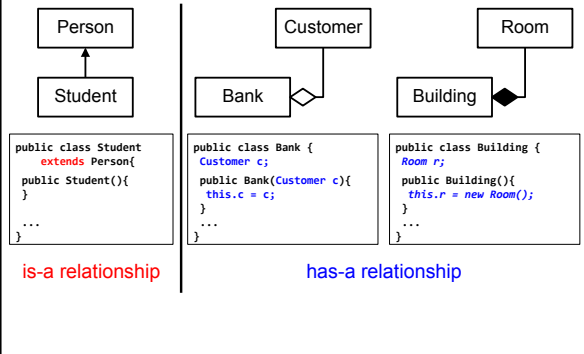 Person
Student
public class Student
extends Person{
public Student(){
}
...
}
is-a relationship
Customer
Bank
public class Bank {
Customer c;
public Bank(Customer c){
this.c = c;
}
...
}
Room
Building
public class Building {
Room r;
public Building(){
this.r = new Room();
}
...
}
has-a relationship